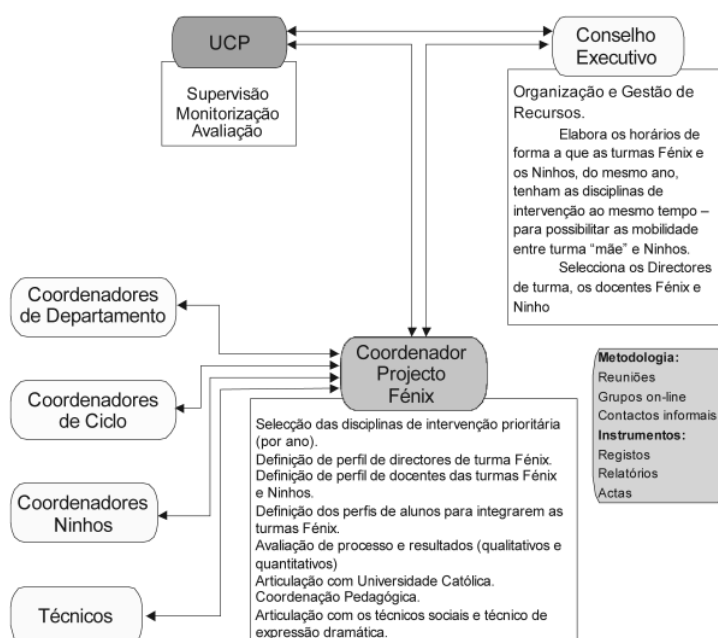 UCP
Supervisão
Monitorização
Avaliação
Conselho
Executivo
Organização e Gestão de
Recursos.
Elabora os horários de
forma a que as turmas Fénix e
os Ninhos, do mesmo ano,
tenham as disciplinas de
intervenção ao mesmo tempo –
para possibilitar as mobilidade
entre turma “mãe” e Ninhos.
Selecciona os Directores
de turma, os docentes Fénix e
Ninho
Coordenadores
de Departamento
Coordenadores
de Ciclo
Coordenadores
Ninhos
Técnicos
Coordenador
Projecto
Fénix
Selecção das disciplinas de intervenção prioritária
(por ano).
Definição de perfil de directores de turma Fénix.
Definição de perfil de docentes das turmas Fénix
e Ninhos.
Definição dos perfis de alunos para integrarem as
turmas Fénix.
Avaliação de processo e resultados (qualitativos e
quantitativos)
Articulação com Universidade Católica.
Coordenação Pedagógica.
Articulação com os técnicos sociais e técnico de
expressão dramática.
Metodologia:
Reuniões
Grupos on-line
Contactos informais
Instrumentos:
Registos
Relatórios
Actas